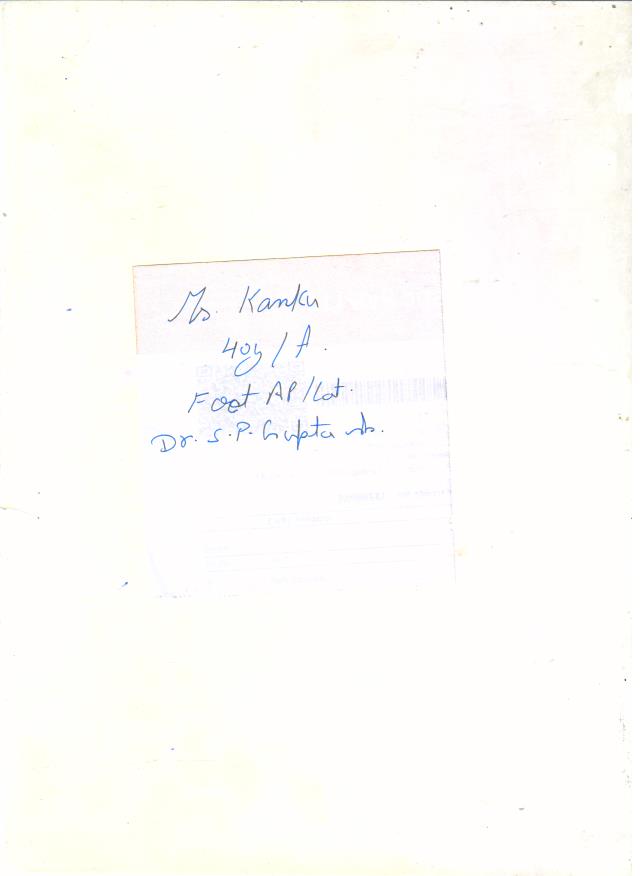 Ms. Kanku
40y / F.
Foot AP/Lat.
Dr. S.P. Gupta